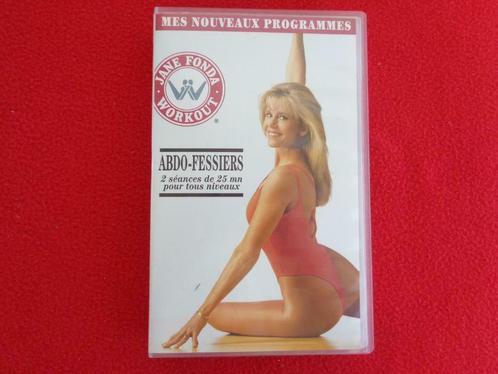 MES NOUVEAUX PROGRAMMES
JANE FONDA
WORKOUT
®
ABDO-FESSIERS
2 séances de 25 mn
pour tous niveaux